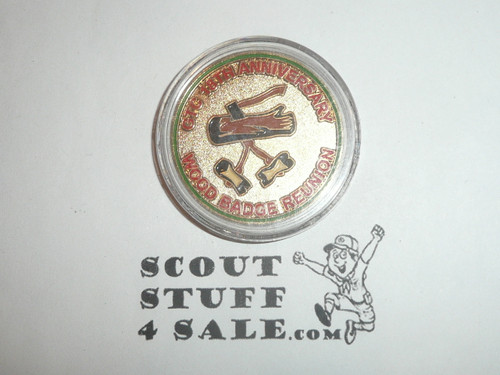 ANNIVERSARY
WOOD BADGE REUNION
SCOUT
STUFF
4 SALE.COM